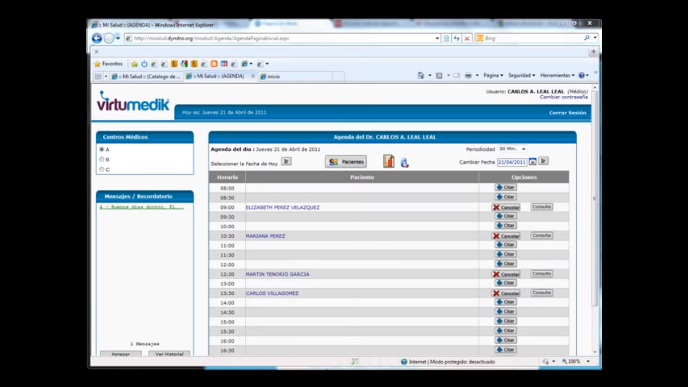 :: Mi Salud :: (AGENDA) - Windows Internet Explorer
http://misalud.dyndns.org/misalud/Agenda/AgendaPaginaInicial.aspx
Bing
Favoritos
:: Mi Salud :: (Catalogo de ...
:: Mi Salud :: (AGENDA)
inicio
Página
Seguridad
Herramientas
virtumedik
Usuario: CARLOS A. LEAL LEAL (Médico)
Cambiar contraseña
Hoy es: Jueves 21 de Abril de 2011
Cerrar Sesión
Centros Médicos
A
B
C
Mensajes / Recordatorio
1 Mensajes
Agregar
Ver Historial
Agenda del Dr. CARLOS A. LEAL LEAL
Agenda del día : Jueves 21 de Abril de 2011
Periodicidad 30 Min.
Seleccionar la Fecha de Hoy
Ir
Pacientes
Cambiar Fecha 21/04/2011
Ir
Horario Paciente Opciones
08:00 Citar
08:30 Citar
09:00 ELIZABETH PEREZ VELAZQUEZ Cancelar Consulta
09:30 Citar
10:00 Citar
10:30 MARIANA PEREZ Cancelar Consulta
11:00 Citar
11:30 Citar
12:00 Citar
12:30 MARTIN TENORIO GARCIA Cancelar Consulta
13:00 Citar
13:30 CARLOS VILLAGOMEZ Cancelar Consulta
14:00 Citar
14:30 Citar
15:00 Citar
15:30 Citar
16:00 Citar
16:30 Citar
Internet | Modo protegido: desactivado
100%